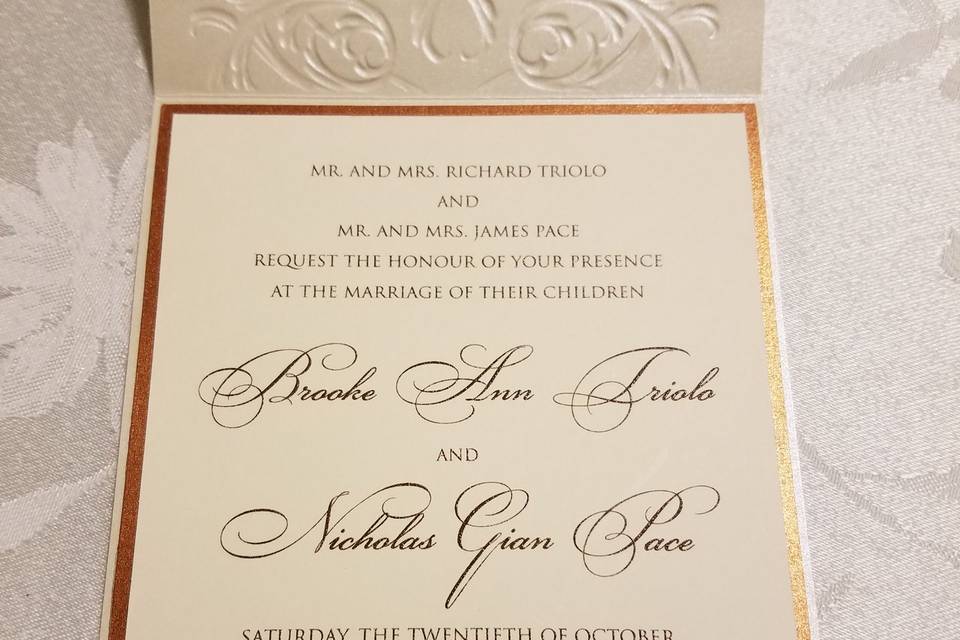 MR. AND MRS. RICHARD TRIOLO
AND
MR. AND MRS. JAMES PACE
REQUEST THE HONOUR OF YOUR PRESENCE
AT THE MARRIAGE OF THEIR CHILDREN
Brooke Ann Triolo
AND
Nicholas Gian Pace
SATURDAY, THE TWENTIETH OF OCTOBER